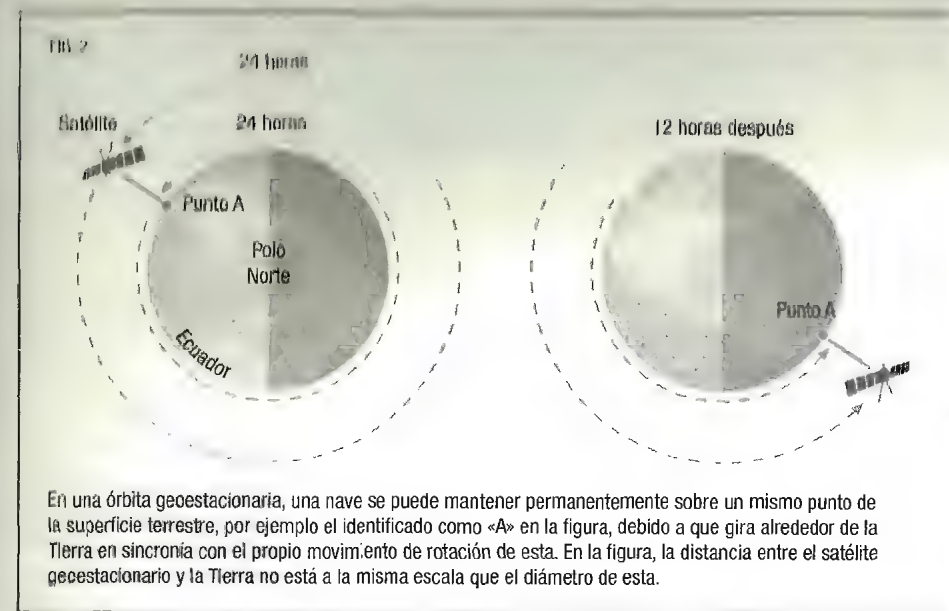 FIG. 2
24 horas
Satélite
24 horas
12 horas después
Punto A
Polo
Norte
Ecuador
Punto A
En una órbita geoestacionaria, una nave se puede mantener permanentemente sobre un mismo punto de
la superficie terrestre, por ejemplo el identificado como «A» en la figura, debido a que gira alrededor de la
Tierra en sincronía con el propio movimiento de rotación de esta. En la figura, la distancia entre el satélite
geoestacionario y la Tierra no está a la misma escala que el diámetro de esta.